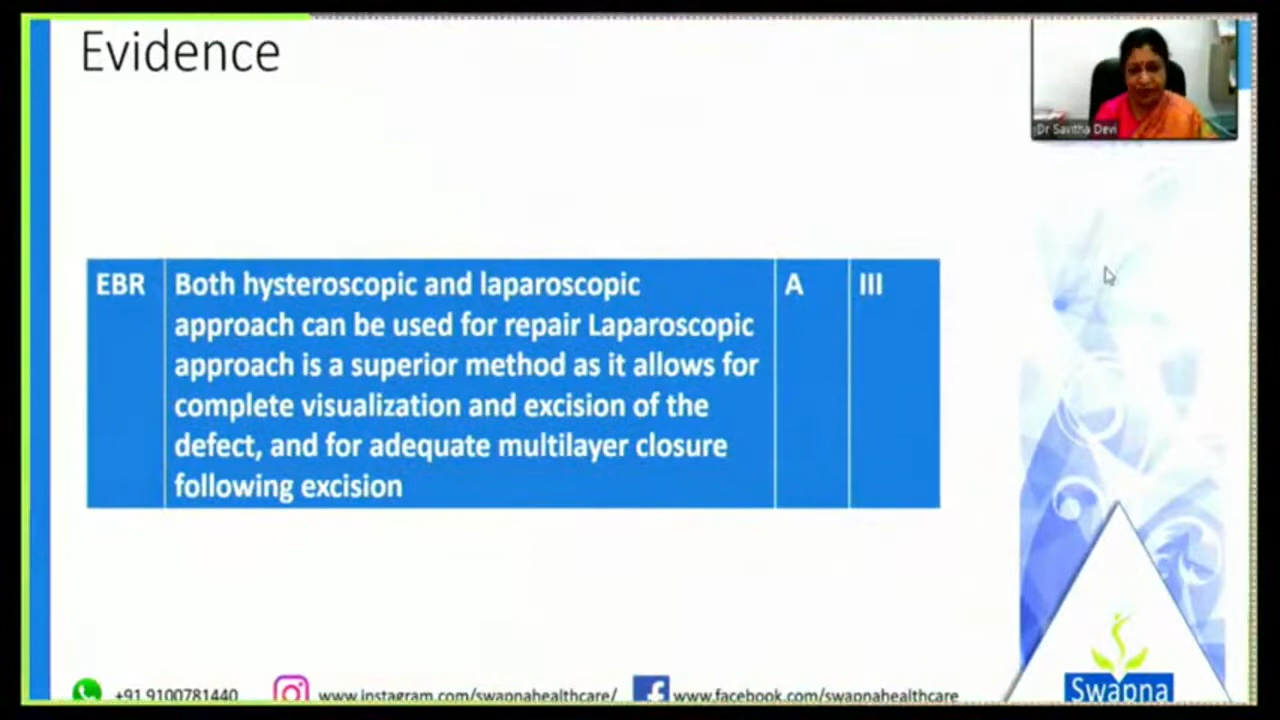 Evidence
Dr Savitha Devi
EBR
Both hysteroscopic and laparoscopic
approach can be used for repair Laparoscopic
approach is a superior method as it allows for
complete visualization and excision of the
defect, and for adequate multilayer closure
following excision
A
III
+91 9100781440
www.instagram.com/swapnahealthcare/
www.facebook.com/swapnahealthcare
Swapna